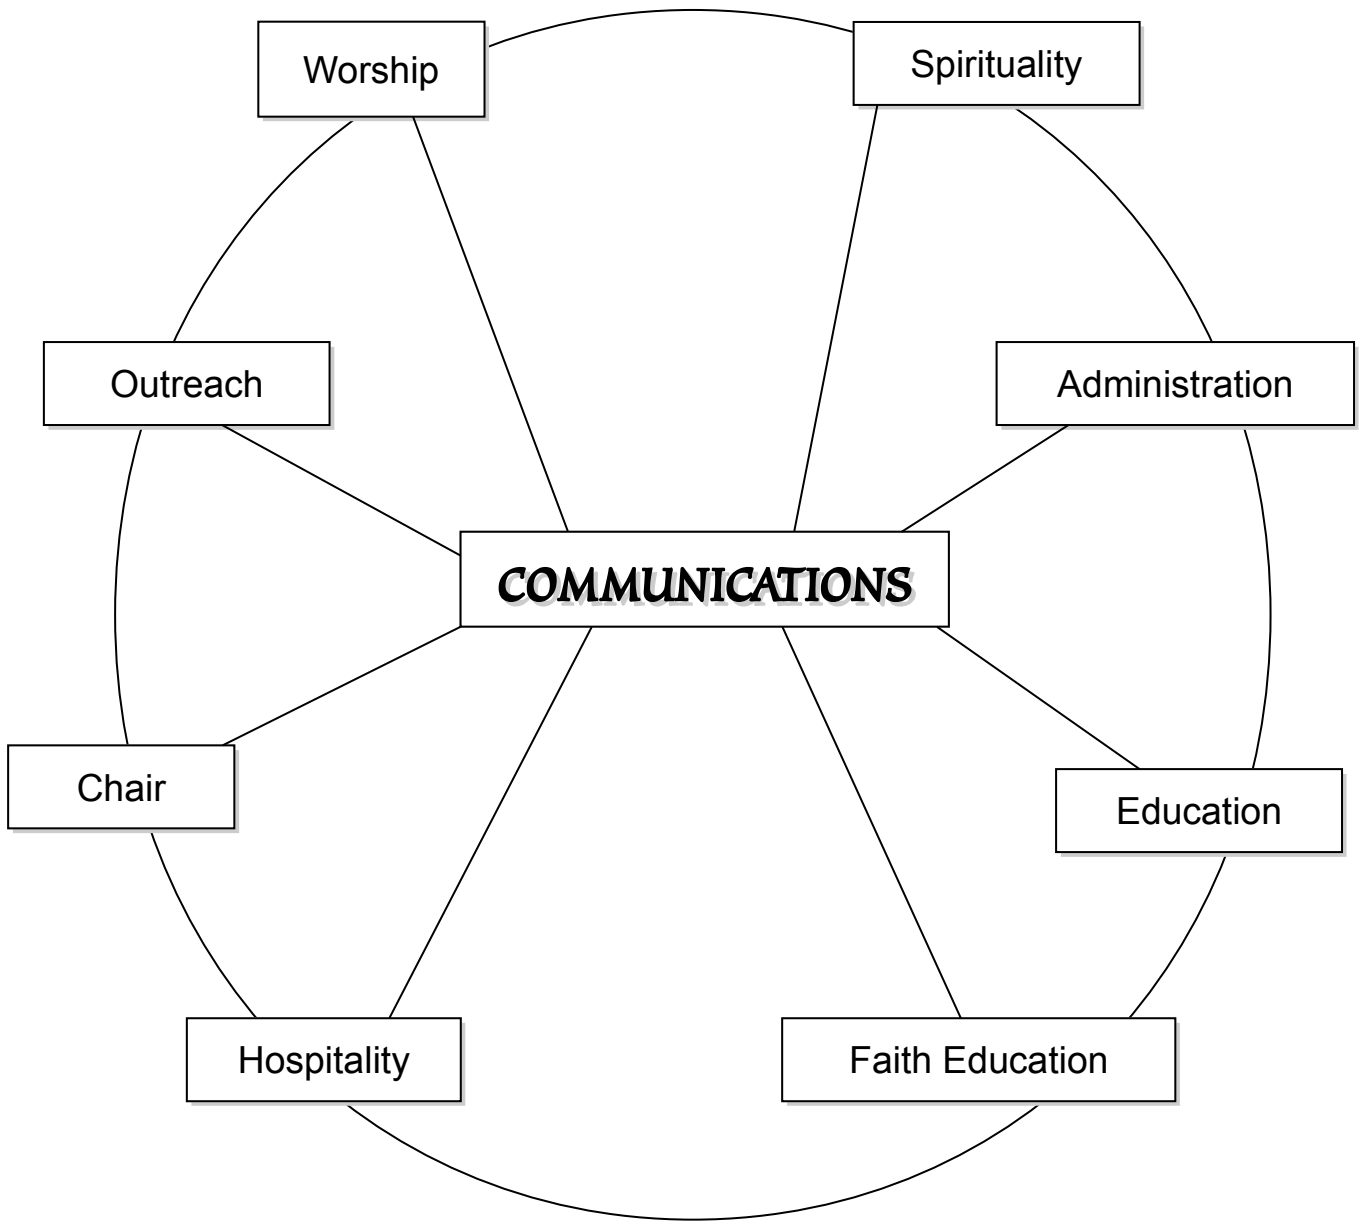 Worship
Spirituality
Outreach
Administration
COMMUNICATIONS
Chair
Education
Hospitality
Faith Education